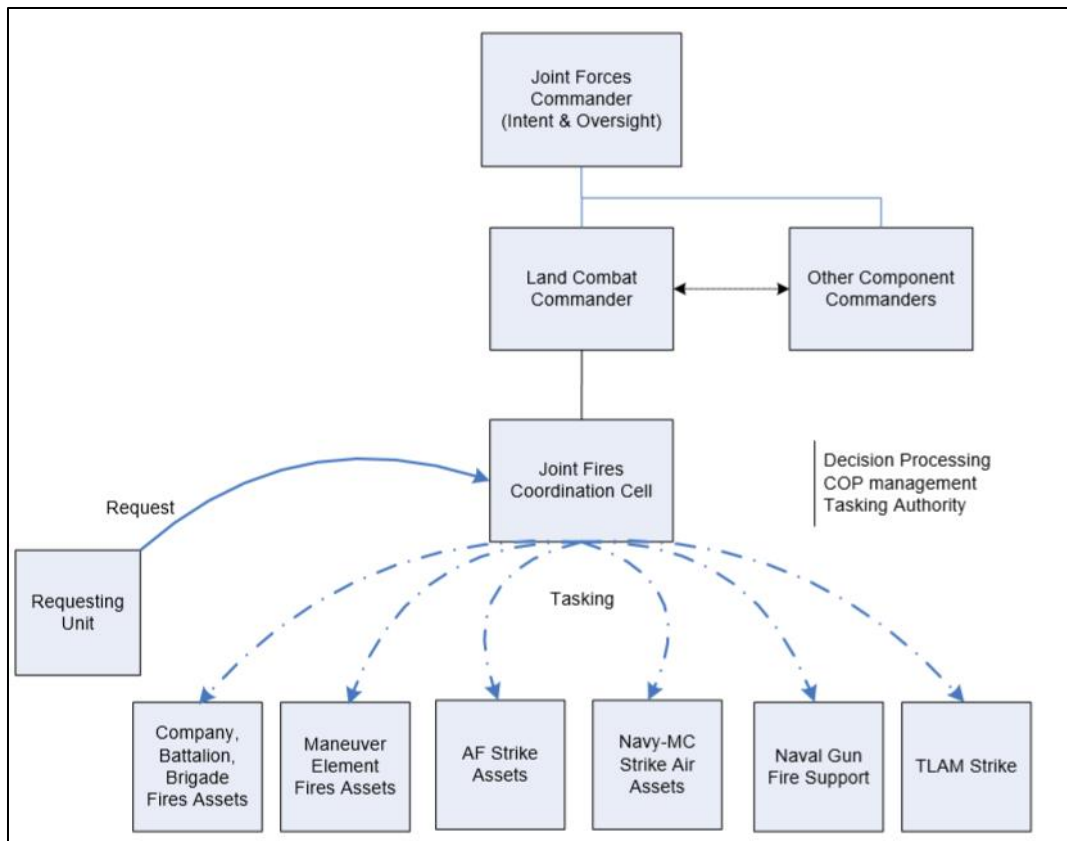 Joint Forces
Commander
(Intent & Oversight)
Land Combat
Commander
Other Component
Commanders
Joint Fires
Coordination Cell
Decision Processing
COP management
Tasking Authority
Request
Requesting
Unit
Tasking
Company,
Battalion,
Brigade
Fires Assets
Maneuver
Element
Fires Assets
AF Strike
Assets
Navy-MC
Strike Air
Assets
Naval Gun
Fire Support
TLAM Strike